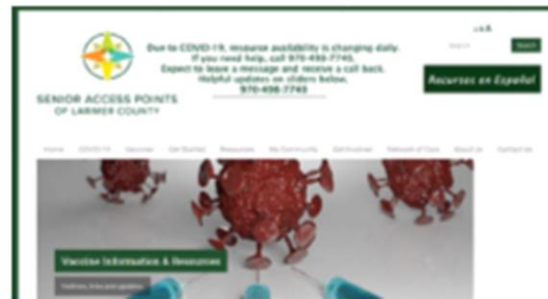 Due to COVID-19, resource availability is changing daily.
If you need help, call 970-498-7740.
Expect to leave a message and receive a call back.
Helpful updates on sliders below.
970-498-7740
A A A
Search
Search
Recursos en Español
SENIOR ACCESS POINTS
OF LARIMER COUNTY
Home COVID-19 Vaccines Get Started Resources My Community Get Involved Network of Care About Us Contact Us
Vaccine Information & Resources